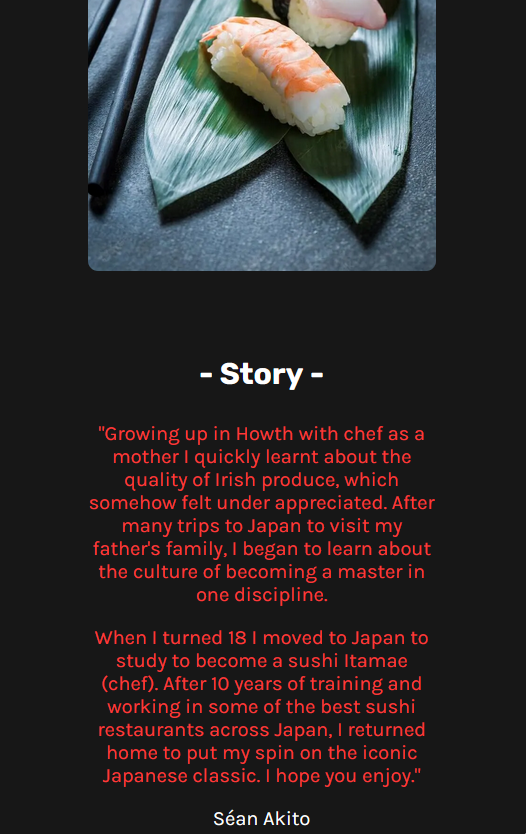 - Story -
"Growing up in Howth with chef as a
mother I quickly learnt about the
quality of Irish produce, which
somehow felt under appreciated. After
many trips to Japan to visit my
father's family, I began to learn about
the culture of becoming a master in
one discipline.
When I turned 18 I moved to Japan to
study to become a sushi Itamae
(chef). After 10 years of training and
working in some of the best sushi
restaurants across Japan, I returned
home to put my spin on the iconic
Japanese classic. I hope you enjoy."
Séan Akito